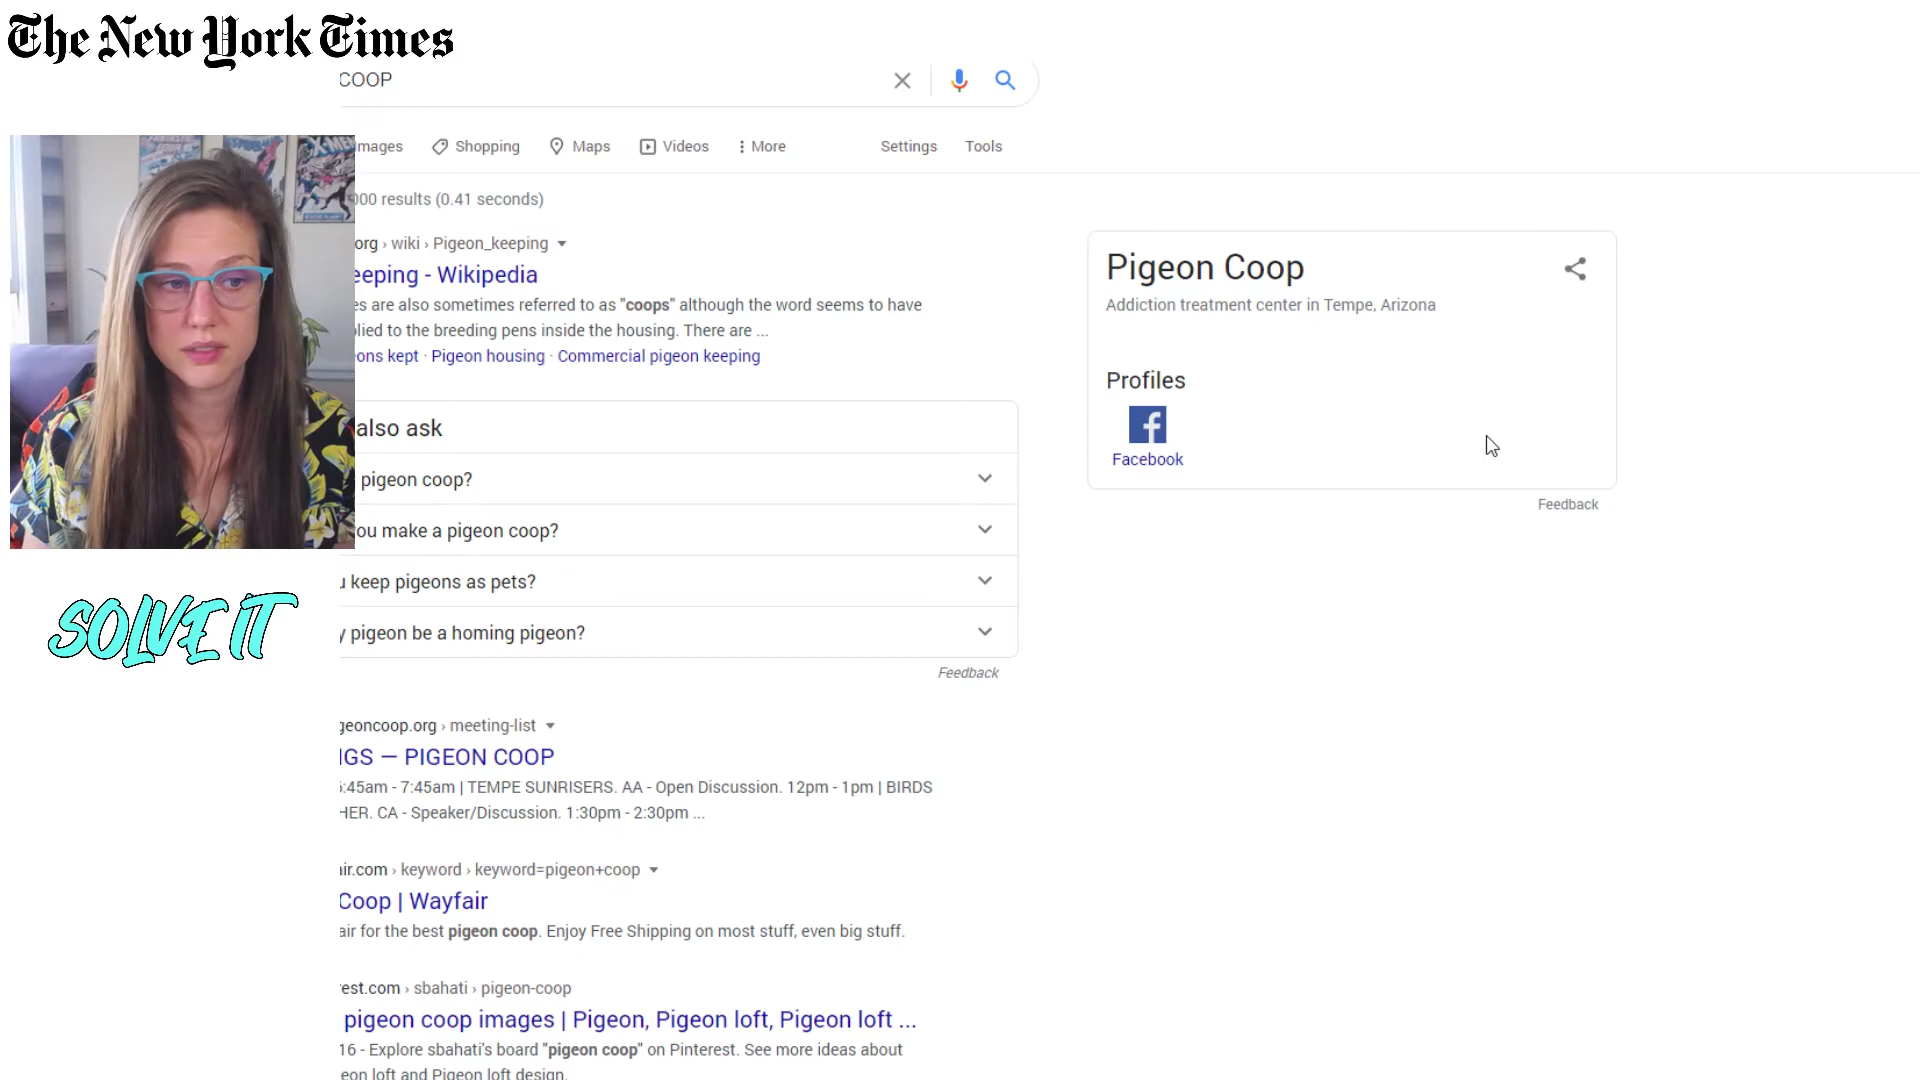 The New York Times
COOP
mages
Shopping
Maps
Videos
More
Settings
Tools
000 results (0.41 seconds)
org › wiki › Pigeon_keeping
eeping - Wikipedia
es are also sometimes referred to as "coops" although the word seems to have
lied to the breeding pens inside the housing. There are ...
ons kept · Pigeon housing · Commercial pigeon keeping
also ask
pigeon coop?
ou make a pigeon coop?
u keep pigeons as pets?
y pigeon be a homing pigeon?
Feedback
geoncoop.org › meeting-list
NGS — PIGEON COOP
:45am - 7:45am | TEMPE SUNRISERS. AA - Open Discussion. 12pm - 1pm | BIRDS
HER. CA - Speaker/Discussion. 1:30pm - 2:30pm ...
air.com › keyword › keyword=pigeon+coop
Coop | Wayfair
air for the best pigeon coop. Enjoy Free Shipping on most stuff, even big stuff.
rest.com › sbahati › pigeon-coop
pigeon coop images | Pigeon, Pigeon loft, Pigeon loft ...
16 - Explore sbahati's board "pigeon coop" on Pinterest. See more ideas about
eon loft and Pigeon loft design.
Pigeon Coop
Addiction treatment center in Tempe, Arizona
Profiles
Facebook
Feedback
X-MEN
SOLVE IT